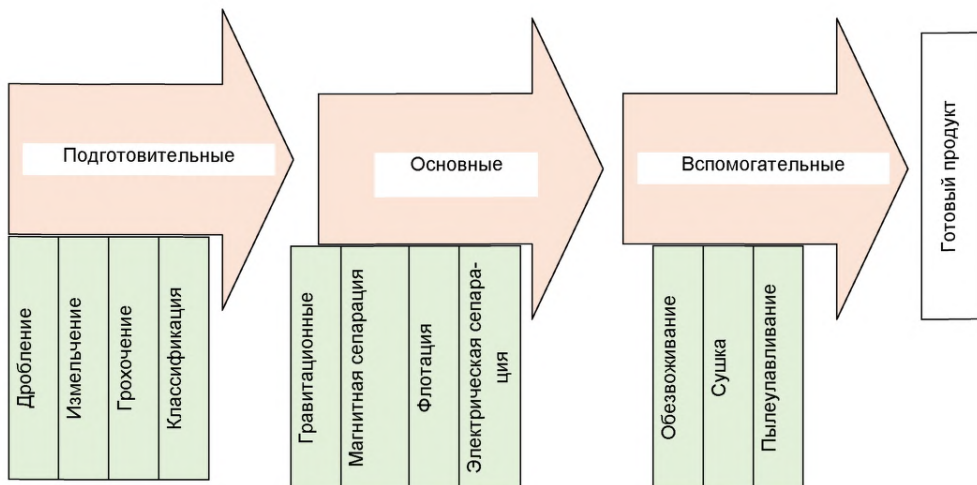 Подготовительные
Дробление
Измельчение
Грохочение
Классификация
Основные
Гравитационные
Магнитная сепарация
Флотация
Электрическая сепара-
ция
Вспомогательные
Обезвоживание
Сушка
Пылеулавливание
Готовый продукт